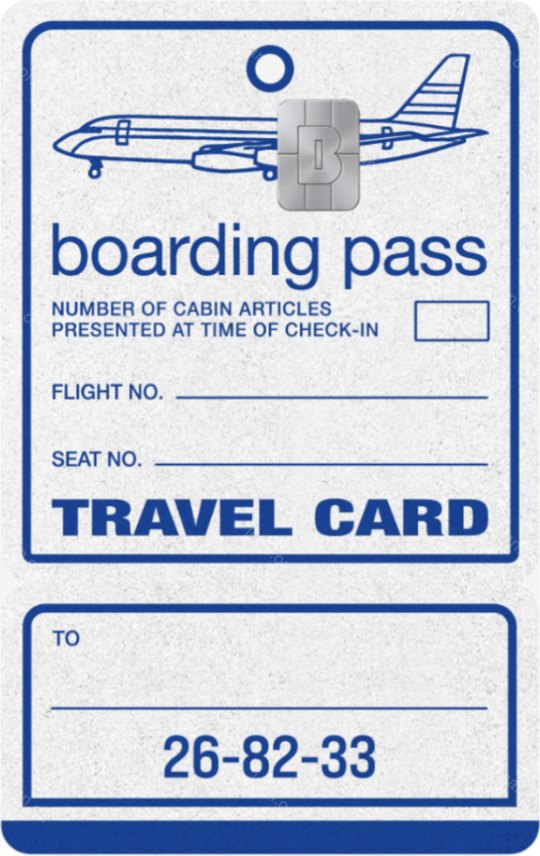 B
boarding pass
NUMBER OF CABIN ARTICLES
PRESENTED AT TIME OF CHECK-IN
FLIGHT NO.
SEAT NO.
TRAVEL CARD
TO
26-82-33